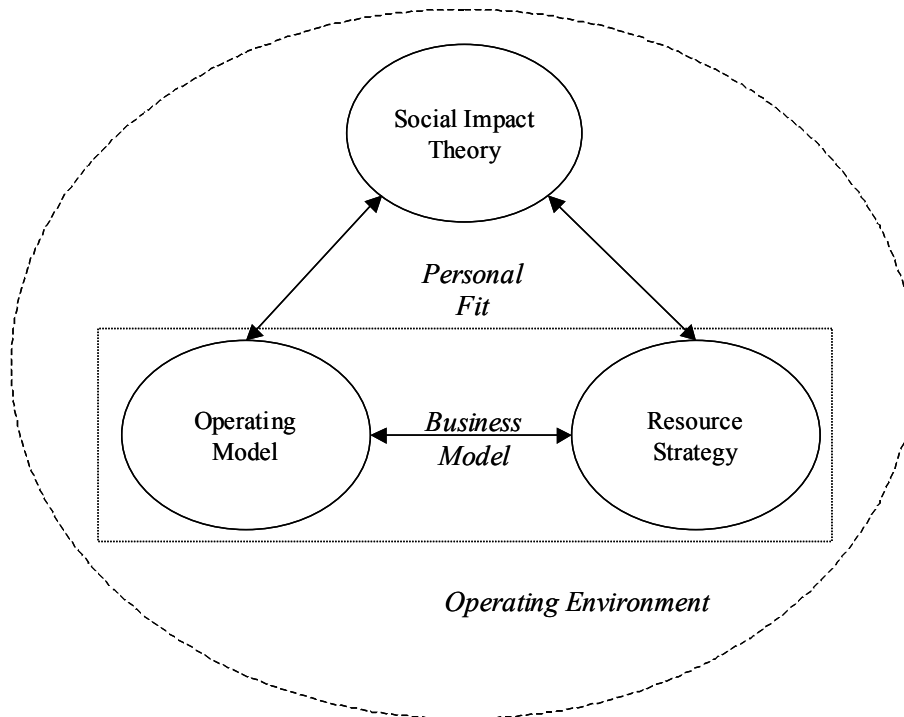 Social Impact
Theory
Personal
Fit
Operating
Model
Business
Model
Resource
Strategy
Operating Environment